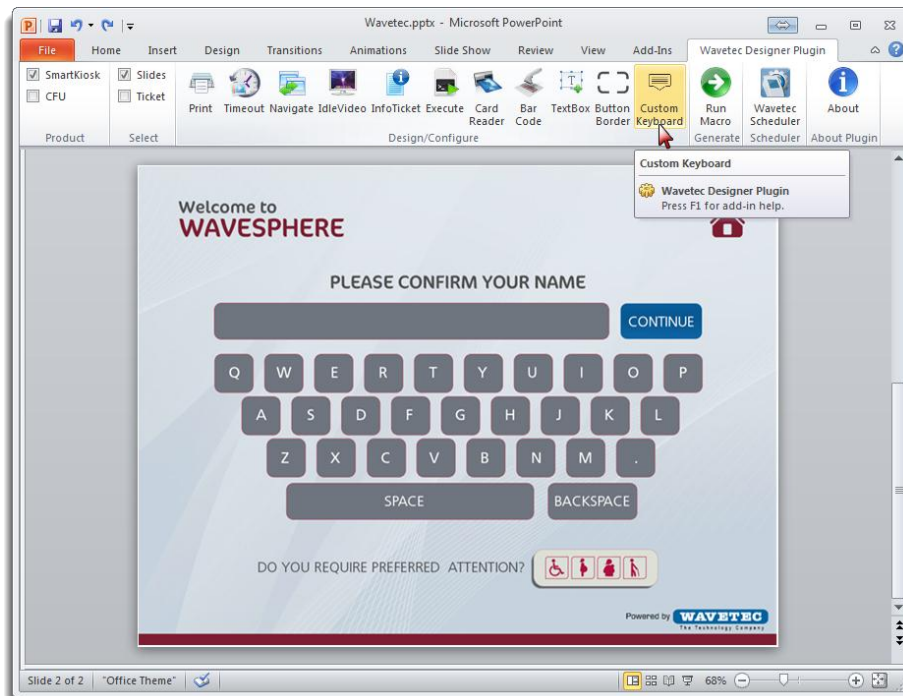 Wavetec.pptx - Microsoft PowerPoint
File Home Insert Design Transitions Animations Slide Show Review View Add-Ins Wavetec Designer Plugin
SmartKiosk
CFU
Product
Slides
Ticket
Select
Print Timeout Navigate IdleVideo InfoTicket Execute Card Reader Bar Code TextBox Button Border Custom Keyboard
Design/Configure
Run Macro
Generate
Wavetec Scheduler
Scheduler
About
About Plugin
Custom Keyboard
Wavetec Designer Plugin
Press F1 for add-in help.
Welcome to
WAVESPHERE
PLEASE CONFIRM YOUR NAME
CONTINUE
Q W E R T Y U I O P
A S D F G H J K L
Z X C V B N M .
SPACE BACKSPACE
DO YOU REQUIRE PREFERRED ATTENTION?
Powered by WAVETEC
The Technology Company
Slide 2 of 2 "Office Theme" 68%